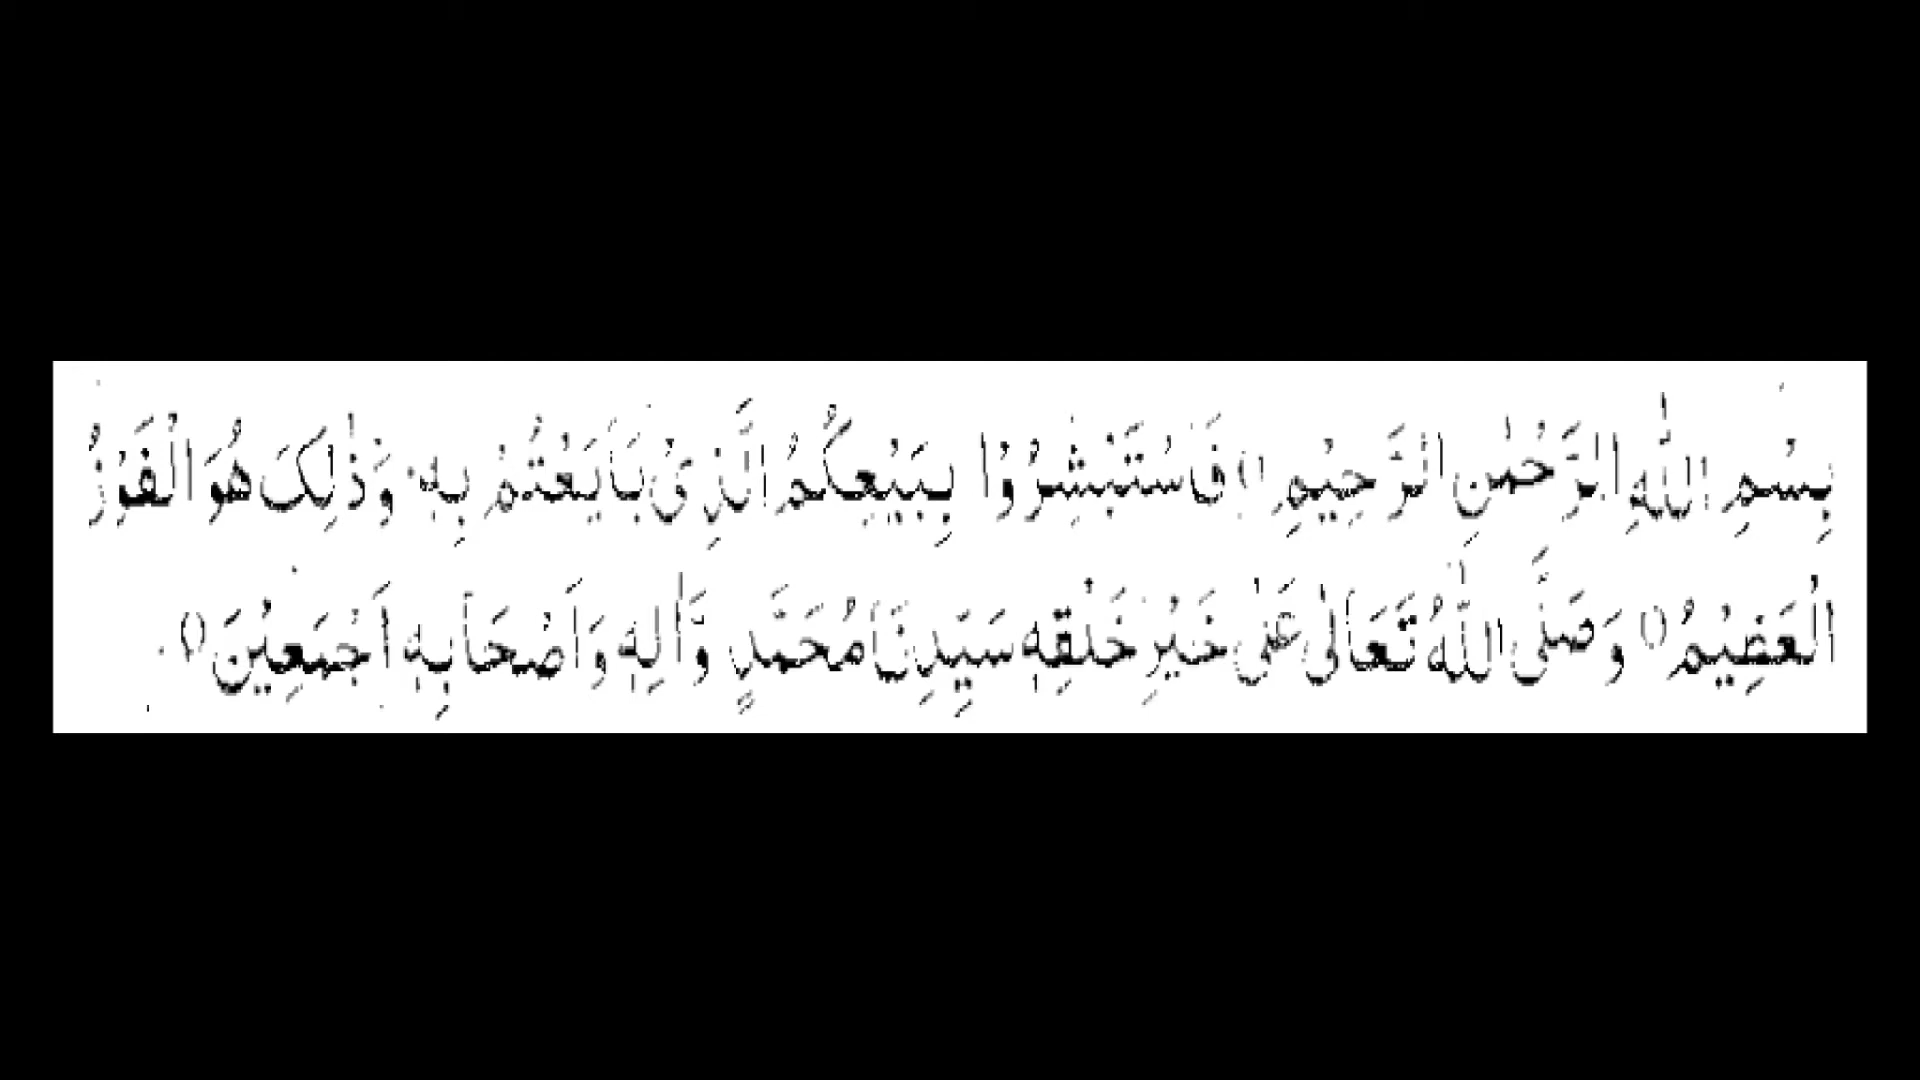 بِسْمِ اللّٰهِ الرَّحْمٰنِ الرَّحِيْمِ () فَاسْتَبْشِرُوْا بِبَيْعِكُمُ الَّذِىْ بَايَعْتُمْ بِهٖ وَذٰلِكَ هُوَ الْفَوْزُ
الْعَضِيْمُ () وَصَلَّى اللّٰهُ تَعَالٰى عَلٰى خَيْرِ خَلْقِهٖ سَيِّدِنَا مُحَمَّدٍ وَّاٰلِهٖ وَاَصْحَابِهٖ اَجْمَعِيْنَ ()